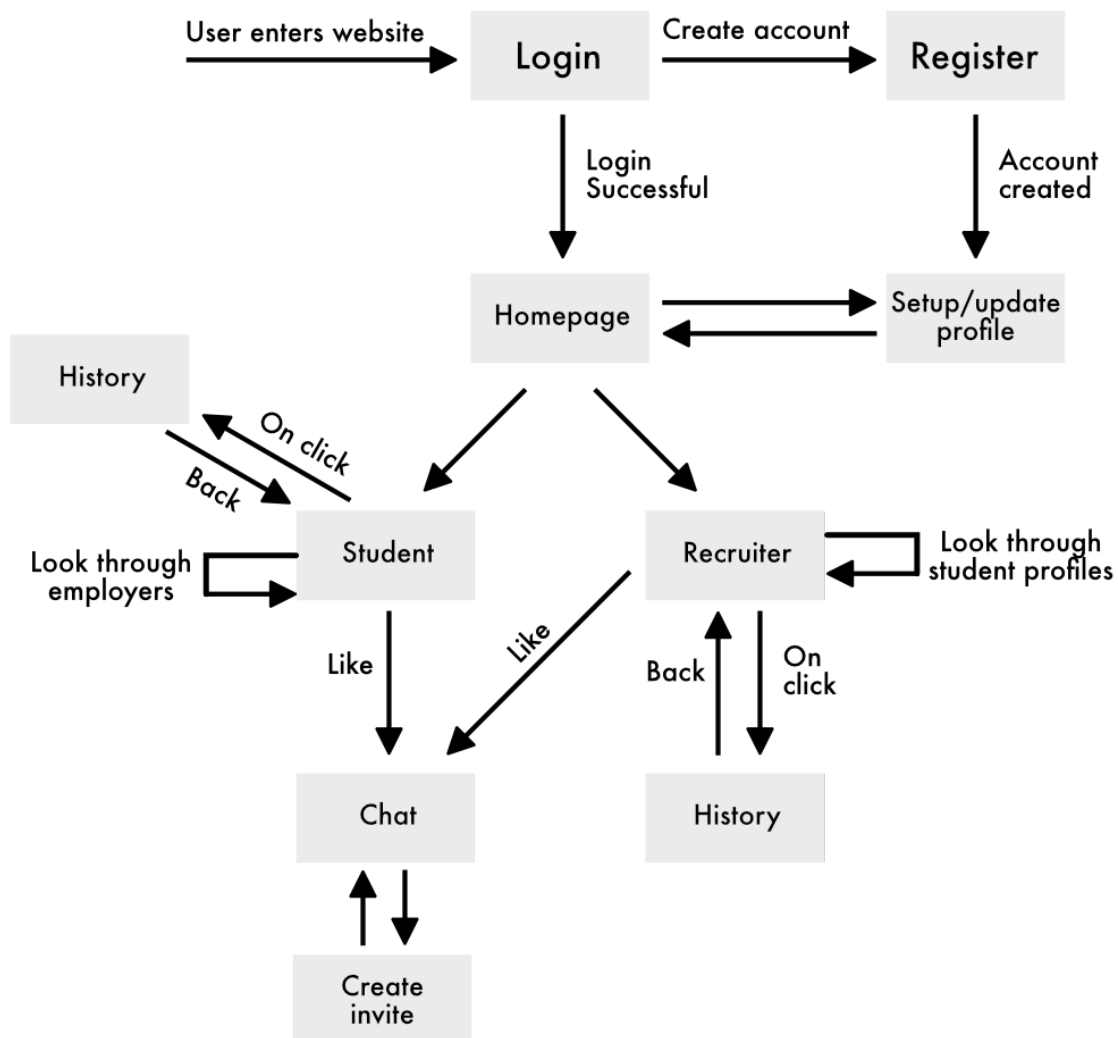 User enters website
Login
Create account
Register
Login
Successful
Account
created
Homepage
Setup/update
profile
History
On click
Back
Student
Recruiter
Look through
employers
Look through
student profiles
Like
Like
Back
On
click
Chat
History
Create
invite